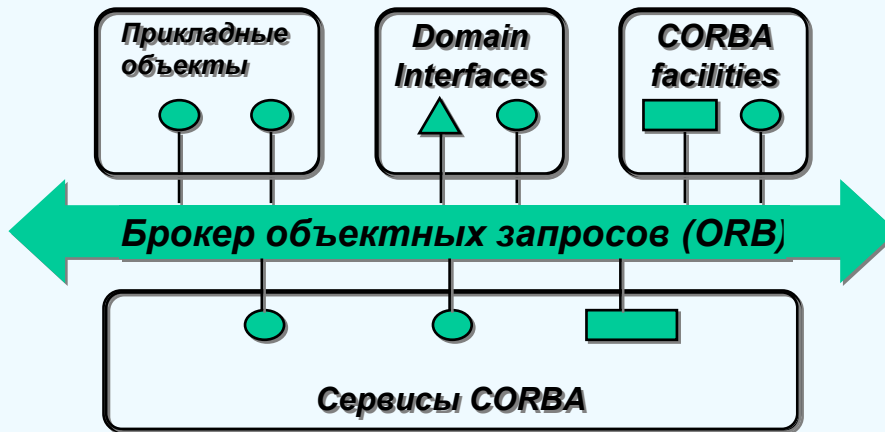 Прикладные
объекты
Domain
Interfaces
CORBA
facilities
Брокер объектных запросов (ORB)
Сервисы CORBA